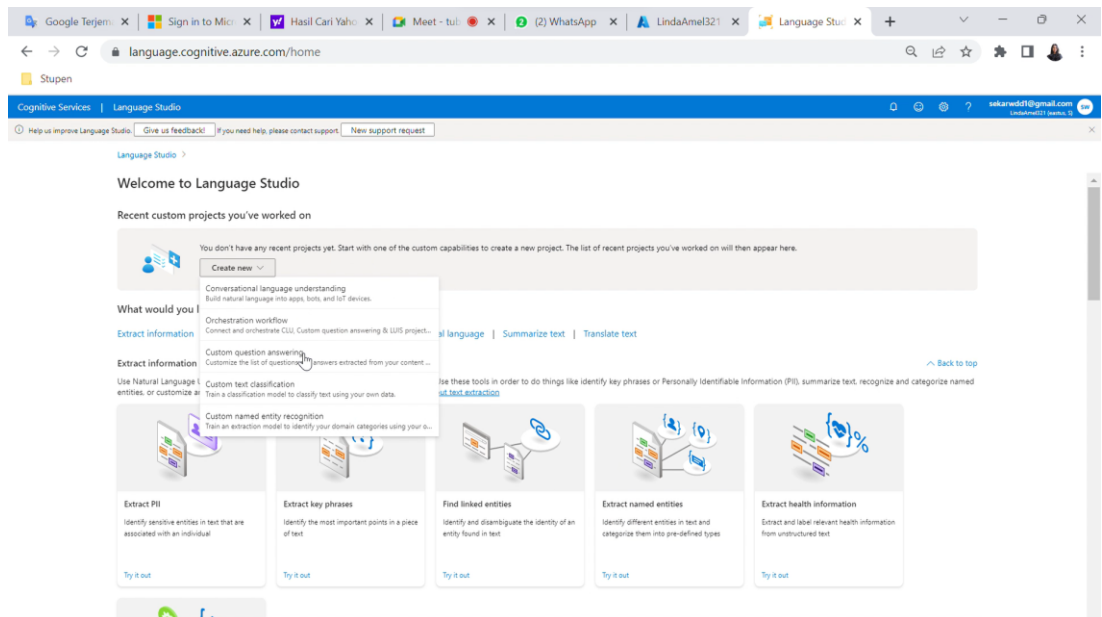 Google Terjem
Sign in to Micr
Hasil Cari Yaho
Meet - tub
(2) WhatsApp
LindaAmel321
Language Stud
language.cognitive.azure.com/home
Stupen
Cognitive Services | Language Studio
sekarwdd1@gmail.com
LindaAmel321 (eastus, S)
SW
Help us improve Language Studio. Give us feedback! If you need help, please contact support. New support request
Language Studio >
Welcome to Language Studio
Recent custom projects you've worked on
You don't have any recent projects yet. Start with one of the custom capabilities to create a new project. The list of recent projects you've worked on will then appear here.
Create new
Conversational language understanding
Build natural language into apps, bots, and IoT devices.
What would you l
Orchestration workflow
Connect and orchestrate CLU, Custom question answering & LUIS project...
Extract information
al language | Summarize text | Translate text
Custom question answering
Customize the list of questions answers extracted from your content ...
Extract information
Back to top
Use Natural Language
Use these tools in order to do things like identify key phrases or Personally Identifiable Information (PII), summarize text, recognize and categorize named
Custom text classification
Train a classification model to classify text using your own data.
entities, or customize a
ut text extraction
Custom named entity recognition
Train an extraction model to identify your domain categories using your o...
Extract PII
Identify sensitive entities in text that are
associated with an individual
Try it out
Extract key phrases
Identify the most important points in a piece
of text
Try it out
Find linked entities
Identify and disambiguate the identity of an
entity found in text
Try it out
Extract named entities
Identify different entities in text and
categorize them into pre-defined types
Try it out
Extract health information
Extract and label relevant health information
from unstructured text
Try it out